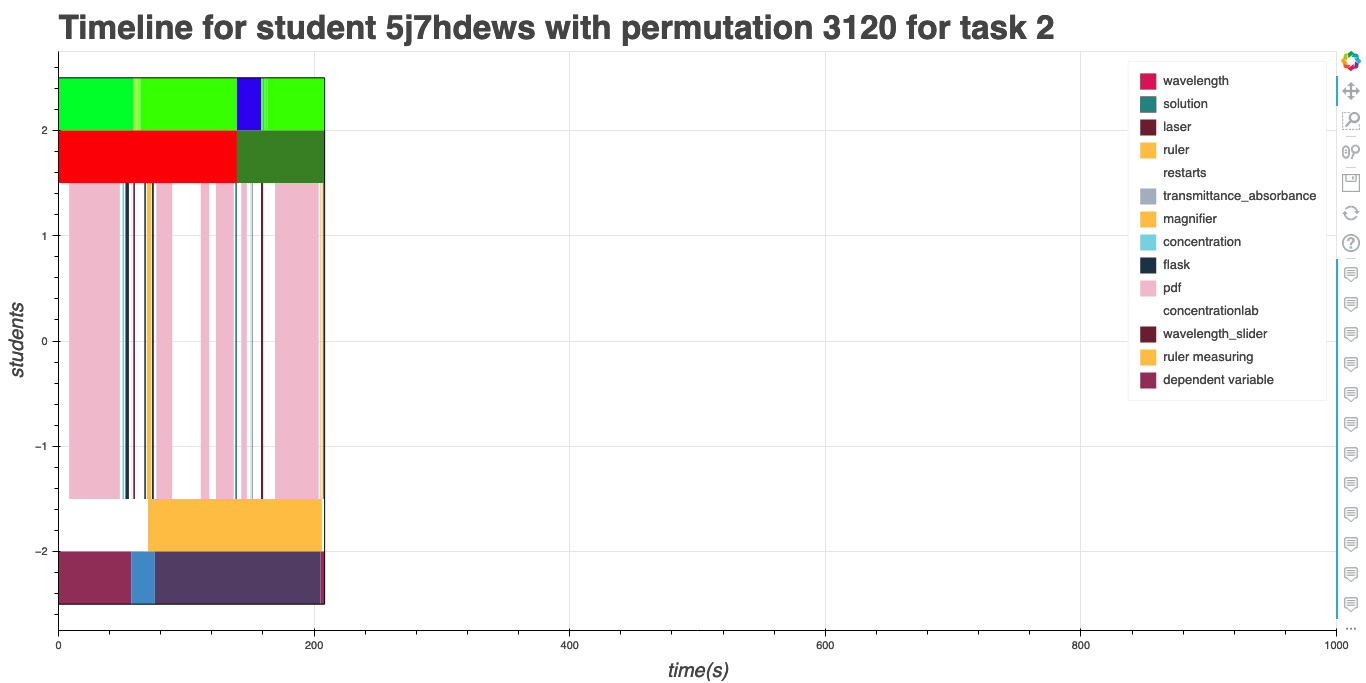 Timeline for student 5j7hdews with permutation 3120 for task 2
wavelength
solution
laser
ruler
restarts
transmittance_absorbance
magnifier
concentration
flask
pdf
concentrationlab
wavelength_slider
ruler measuring
dependent variable
students
2
1
0
−1
−2
0
200
400
600
800
1000
time(s)